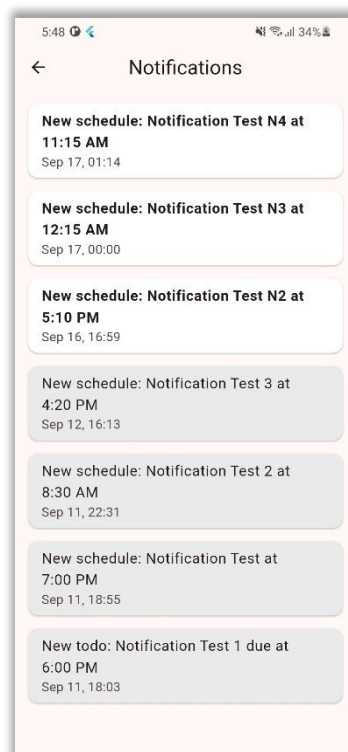 5:48 34%
Notifications
New schedule: Notification Test N4 at
11:15 AM
Sep 17, 01:14
New schedule: Notification Test N3 at
12:15 AM
Sep 17, 00:00
New schedule: Notification Test N2 at
5:10 PM
Sep 16, 16:59
New schedule: Notification Test 3 at
4:20 PM
Sep 12, 16:13
New schedule: Notification Test 2 at
8:30 AM
Sep 11, 22:31
New schedule: Notification Test at
7:00 PM
Sep 11, 18:55
New todo: Notification Test 1 due at
6:00 PM
Sep 11, 18:03